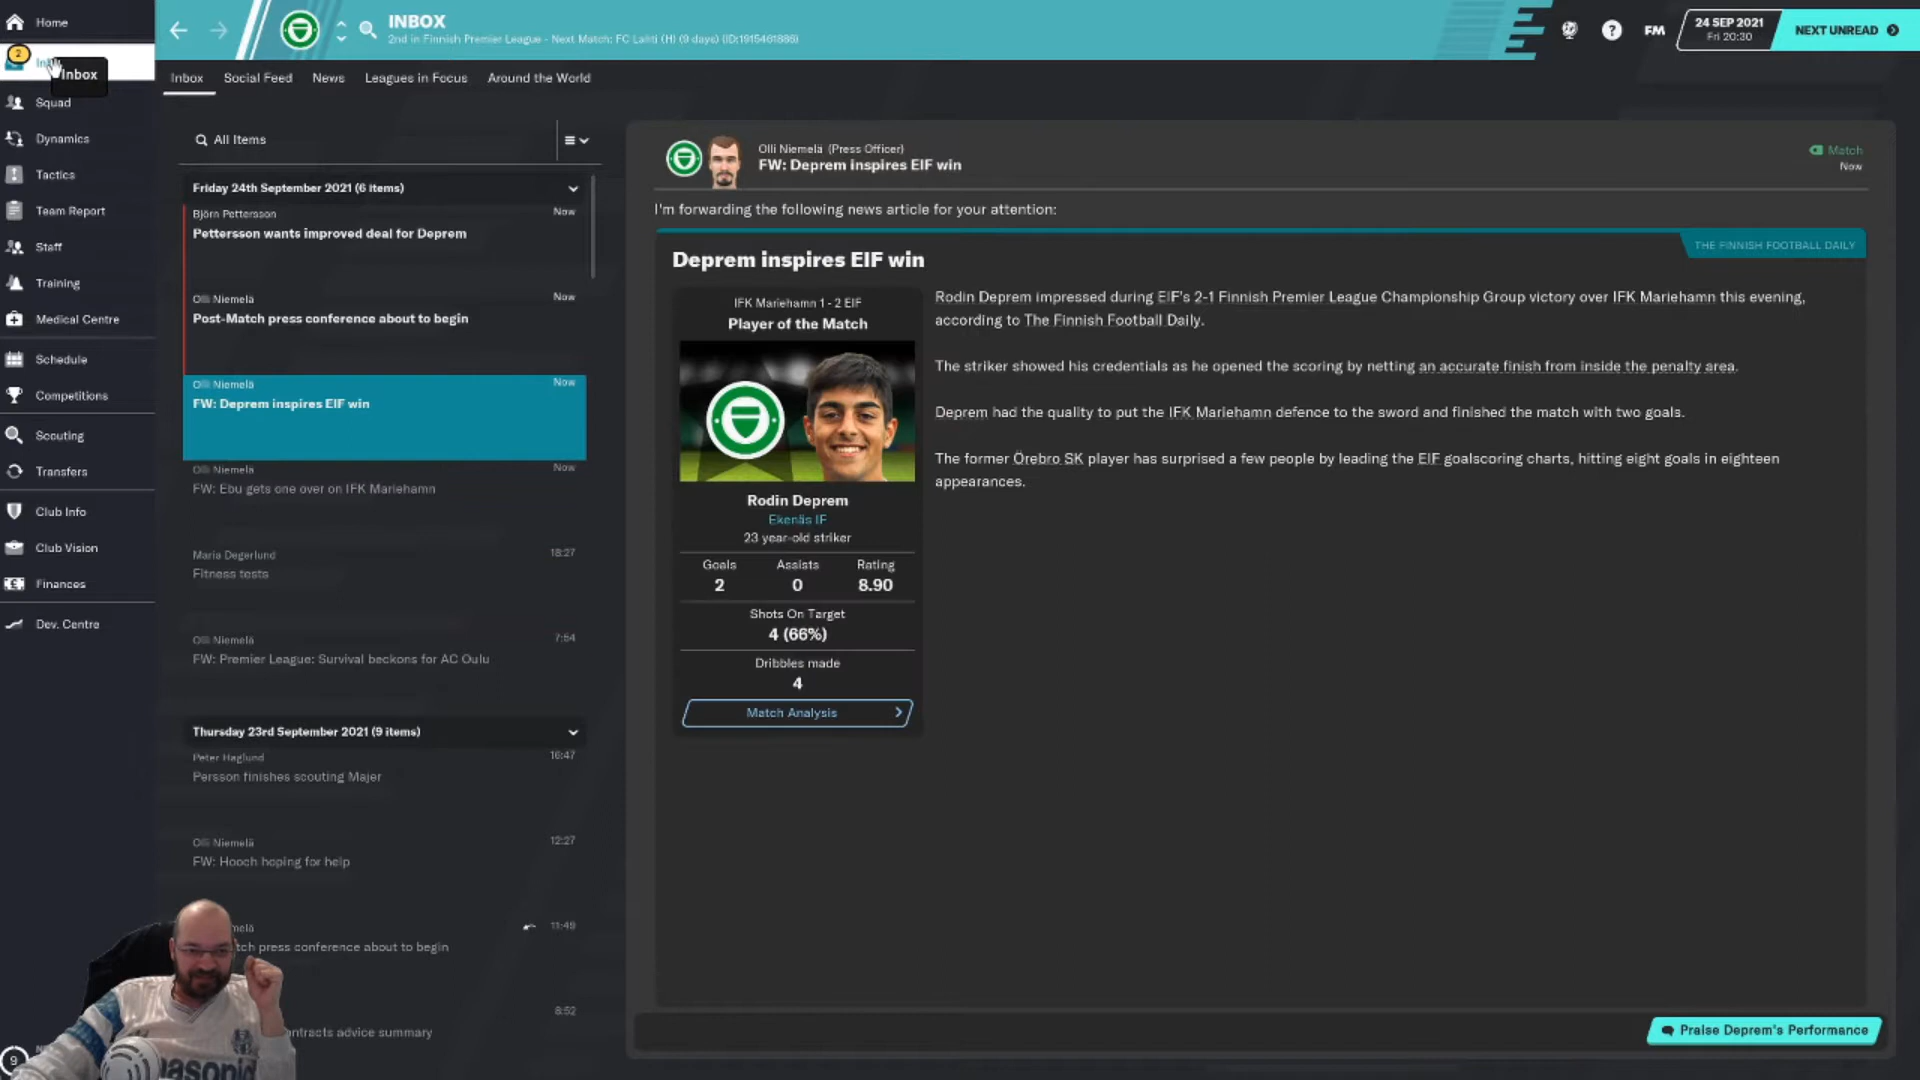 Home
INBOX
2nd in Finnish Premier League - Next Match: FC Lahti (H) (9 days) (ID:1915461886)
FM
24 SEP 2021
Fri 20:30
NEXT UNREAD
2
Inbox
Squad
Dynamics
Tactics
Team Report
Staff
Training
Medical Centre
Schedule
Competitions
Scouting
Transfers
Club Info
Club Vision
Finances
Dev. Centre
9
Inbox
Social Feed
News
Leagues in Focus
Around the World
All Items
Friday 24th September 2021 (6 items)
Björn Pettersson
Now
Pettersson wants improved deal for Deprem
Olli Niemelä
Now
Post-Match press conference about to begin
Olli Niemelä
Now
FW: Deprem inspires EIF win
Olli Niemelä
Now
FW: Ebu gets one over on IFK Mariehamn
Maria Degerlund
18:27
Fitness tests
Olli Niemelä
7:54
FW: Premier League: Survival beckons for AC Oulu
Thursday 23rd September 2021 (9 items)
Peter Haglund
16:47
Persson finishes scouting Majer
Olli Niemelä
12:27
FW: Hooch hoping for help
melä
11:49
tch press conference about to begin
8:52
ontracts advice summary
asonic
Olli Niemelä (Press Officer)
FW: Deprem inspires EIF win
Match
Now
I'm forwarding the following news article for your attention:
THE FINNISH FOOTBALL DAILY
Deprem inspires EIF win
IFK Mariehamn 1 - 2 EIF
Player of the Match
Rodin Deprem
Ekenäs IF
23 year-old striker
Goals Assists Rating
2 0 8.90
Shots On Target
4 (66%)
Dribbles made
4
Match Analysis
Rodin Deprem impressed during EIF's 2-1 Finnish Premier League Championship Group victory over IFK Mariehamn this evening,
according to The Finnish Football Daily.
The striker showed his credentials as he opened the scoring by netting an accurate finish from inside the penalty area.
Deprem had the quality to put the IFK Mariehamn defence to the sword and finished the match with two goals.
The former Örebro SK player has surprised a few people by leading the EIF goalscoring charts, hitting eight goals in eighteen
appearances.
Praise Deprem's Performance